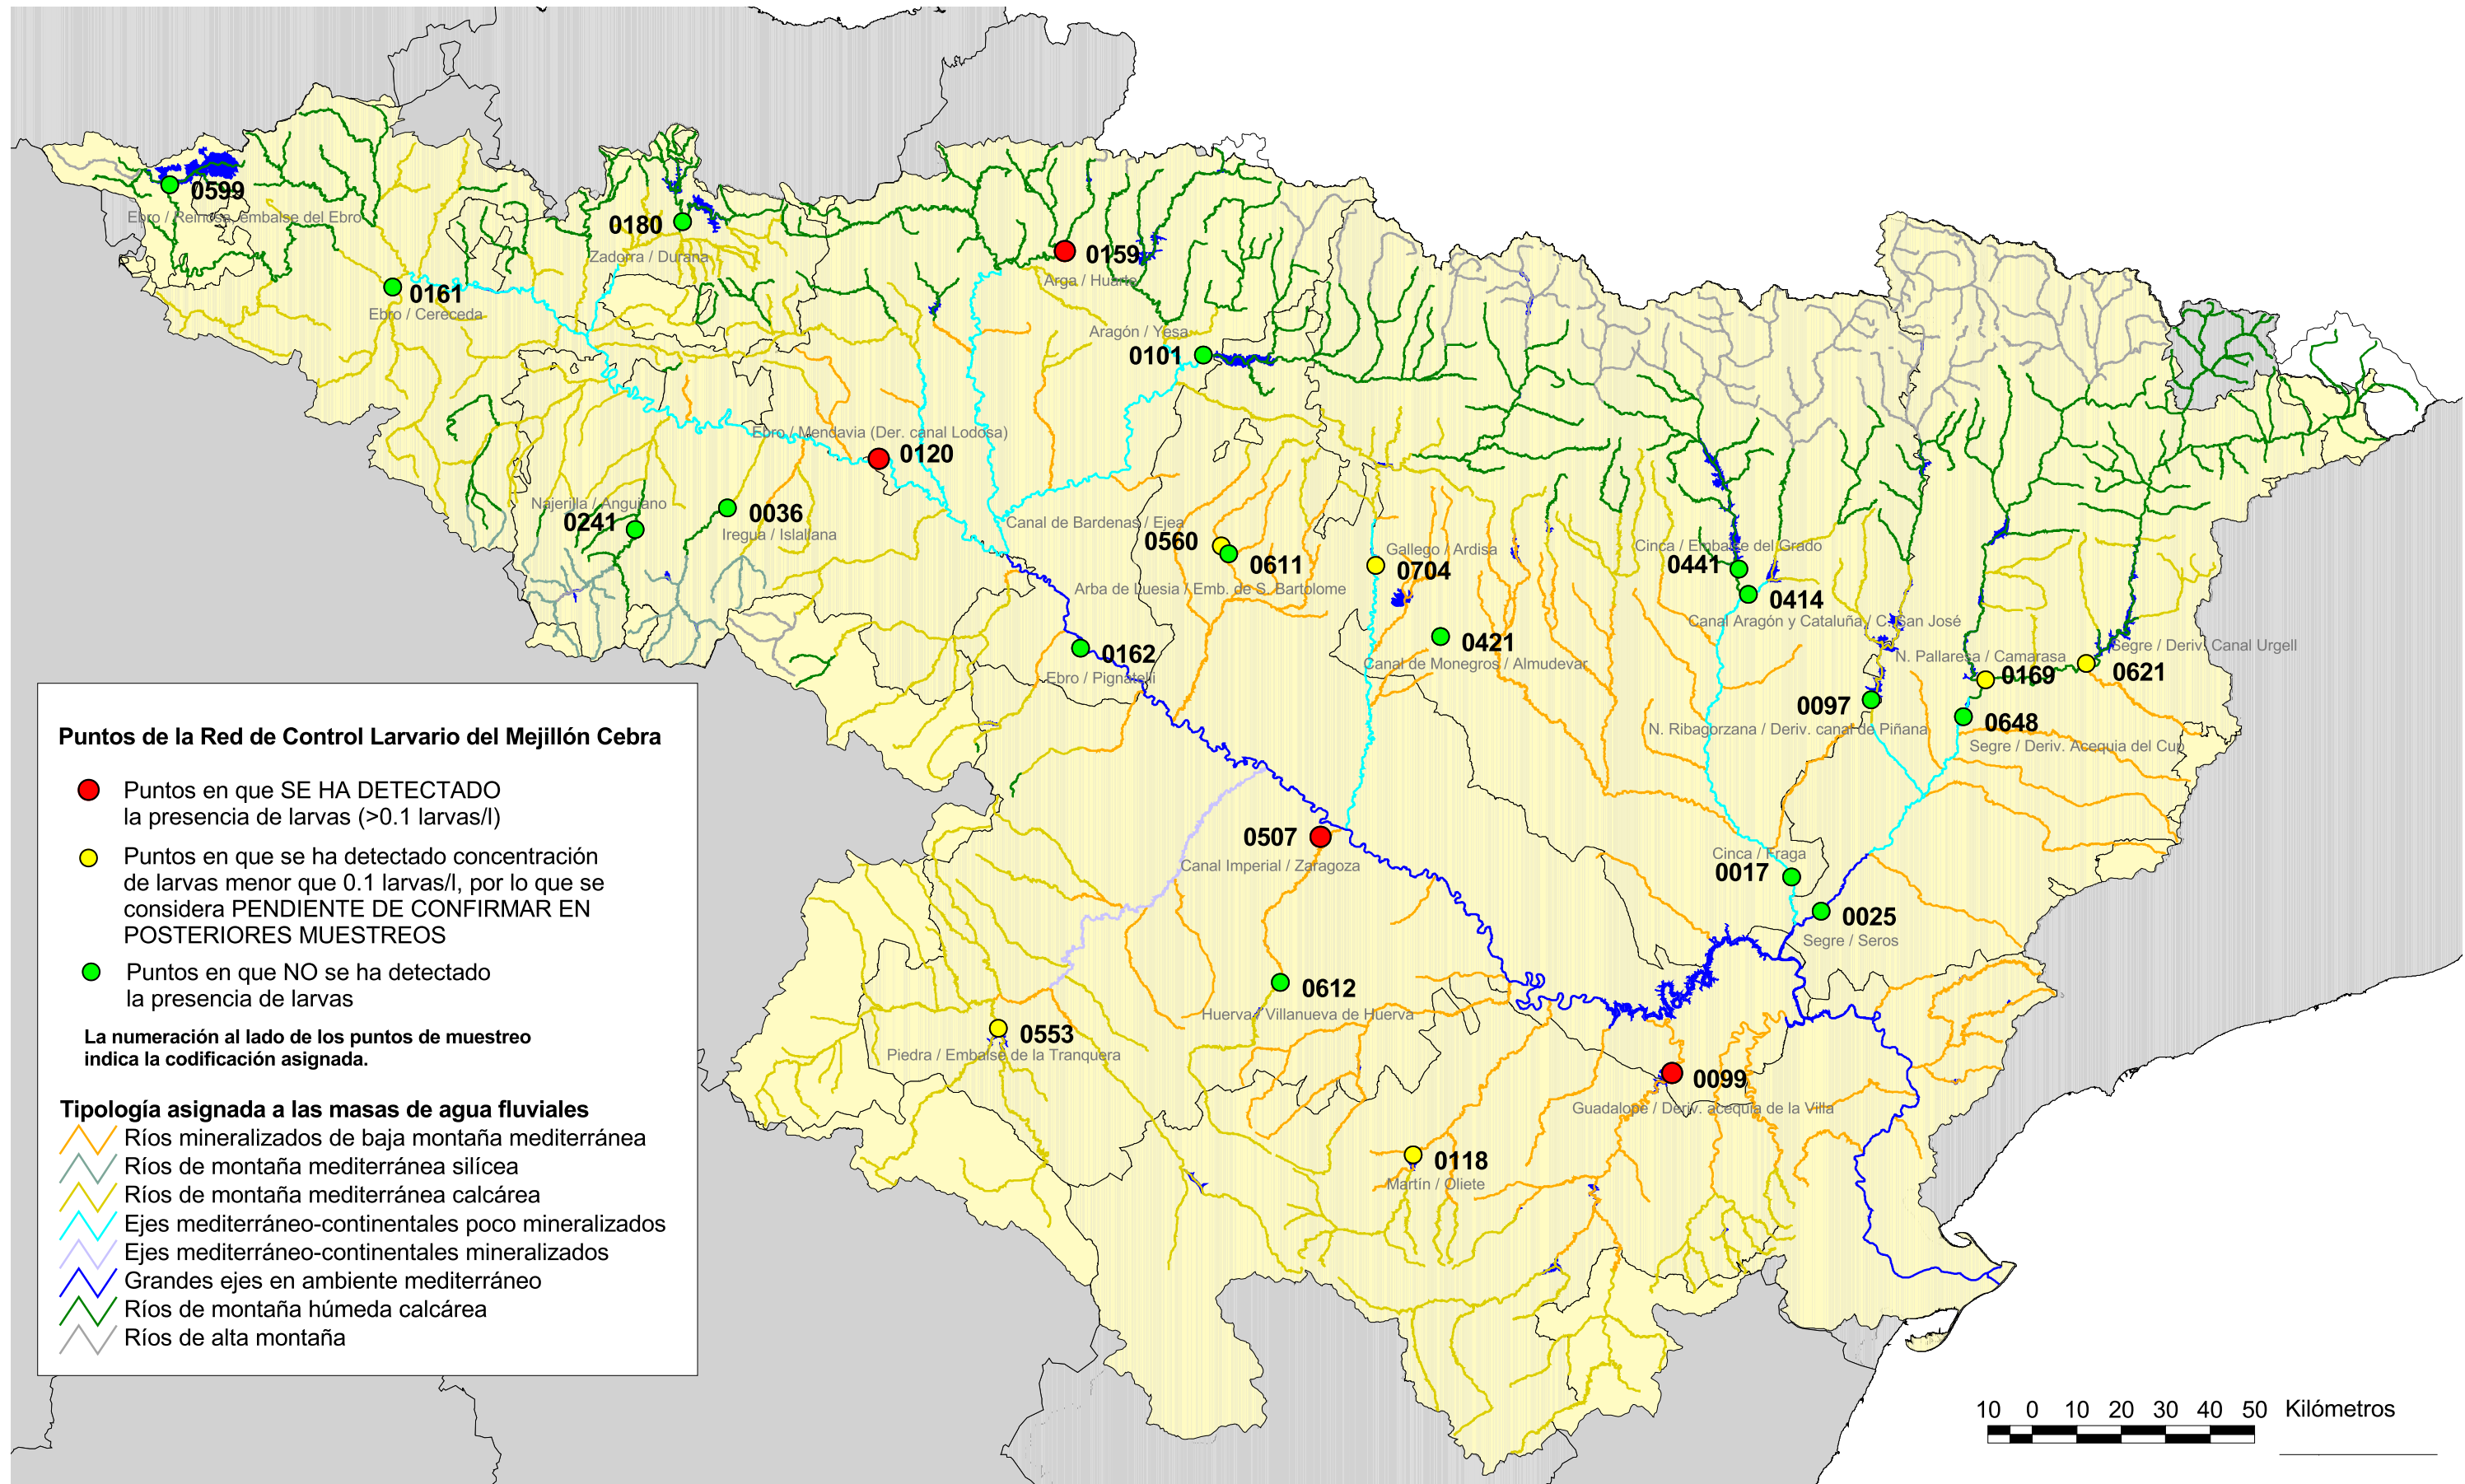 0599
Ebro / Reinosa, embalse del Ebro
0180
Zadorra / Durana
0159
Arga / Huarte
0161
Ebro / Cereceda
Aragón / Yesa
0101
Ebro / Mendavia (Der. canal Lodosa)
0120
Najerilla / Anguiano
0241
0036
Iregua / Islallana
Canal de Bardenas / Ejea
0560
0611
Arba de Luesia / Emb. de S. Bartolome
Gallego / Ardisa
0704
Cinca / Embalse del Grado
0441
0414
Canal Aragón y Cataluña / C. San José
0421
Canal de Monegros / Almudevar
0162
Ebro / Pignatelli
N. Pallaresa / Camarasa
0169
Segre / Deriv. Canal Urgell
0621
0097
N. Ribagorzana / Deriv. canal de Piñana
0648
Segre / Deriv. Acequia del Cup
0507
Canal Imperial / Zaragoza
Cinca / Fraga
0017
0025
Segre / Seros
0612
Huerva / Villanueva de Huerva
0553
Piedra / Embalse de la Tranquera
0099
Guadalope / Deriv. acequia de la Villa
0118
Martín / Oliete
Puntos de la Red de Control Larvario del Mejillón Cebra
Puntos en que SE HA DETECTADO
la presencia de larvas (>0.1 larvas/l)
Puntos en que se ha detectado concentración
de larvas menor que 0.1 larvas/l, por lo que se
considera PENDIENTE DE CONFIRMAR EN
POSTERIORES MUESTREOS
Puntos en que NO se ha detectado
la presencia de larvas
La numeración al lado de los puntos de muestreo
indica la codificación asignada.
Tipología asignada a las masas de agua fluviales
Ríos mineralizados de baja montaña mediterránea
Ríos de montaña mediterránea silícea
Ríos de montaña mediterránea calcárea
Ejes mediterráneo-continentales poco mineralizados
Ejes mediterráneo-continentales mineralizados
Grandes ejes en ambiente mediterráneo
Ríos de montaña húmeda calcárea
Ríos de alta montaña
10 0 10 20 30 40 50 Kilómetros